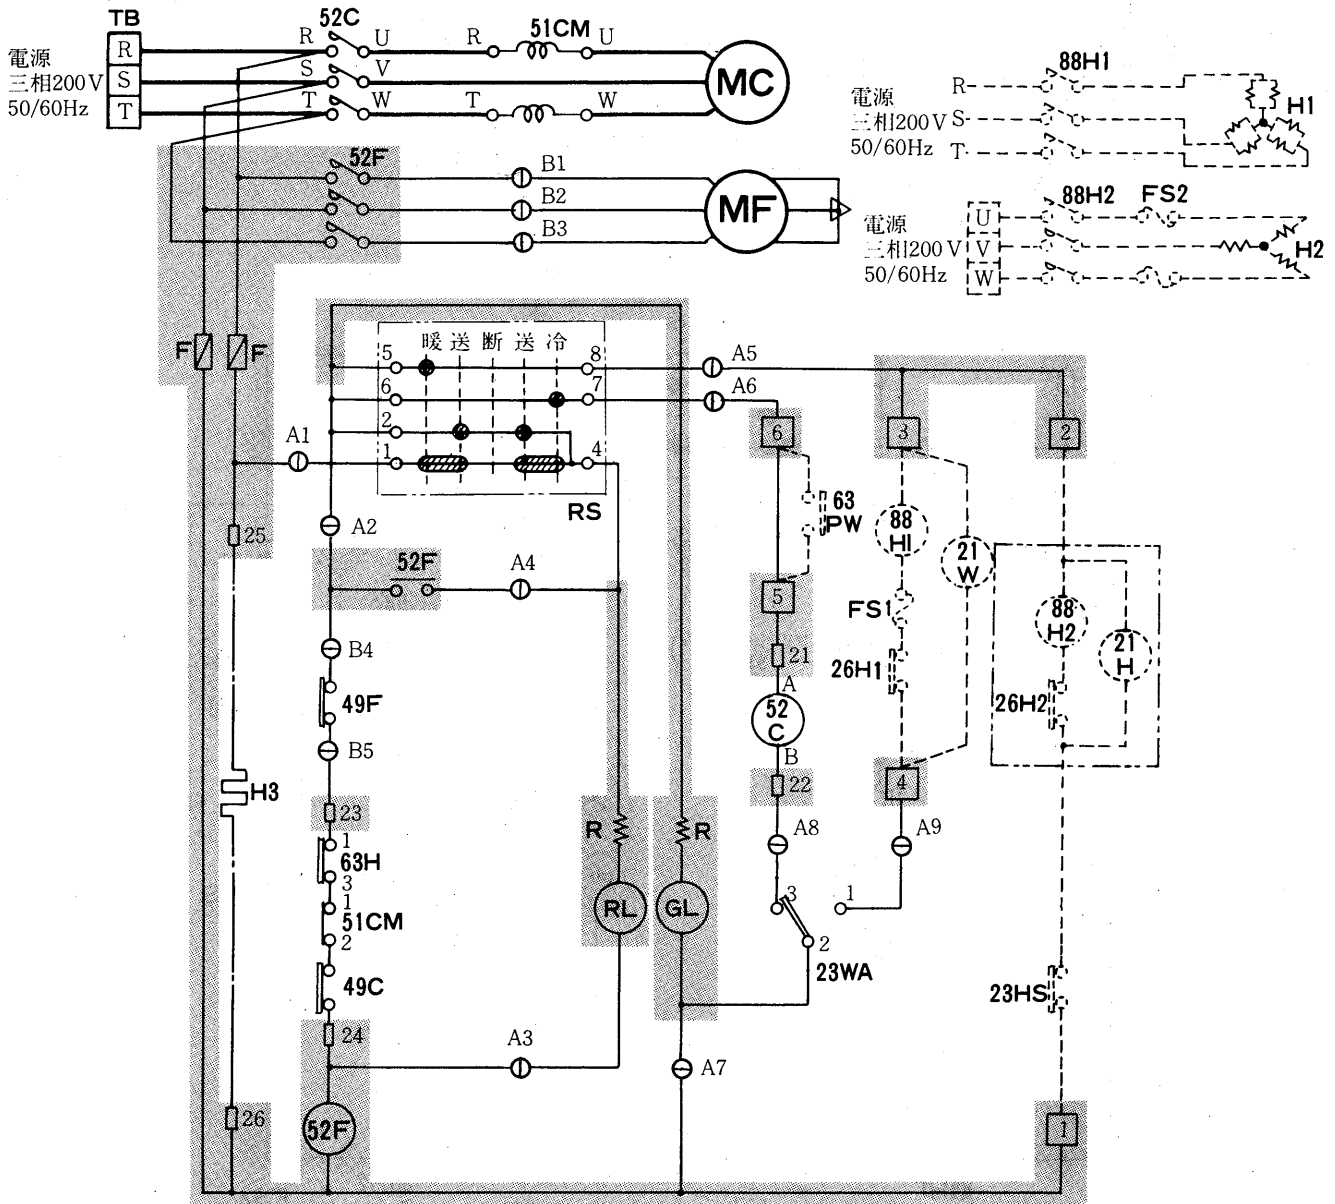 TB
52C
電源
三相200V
50/60Hz
R
S
T
R
U
R
51CM
U
S
V
T
W
T
W
MC
52F
B1
B2
B3
MF
電源
三相200V
50/60Hz
R
S
T
88H1
H1
電源
三相200V
50/60Hz
U
V
W
88H2
FS2
H2
F
F
暖 送 断 送 冷
5
8
6
7
2
1
4
RS
A5
A6
A1
A2
25
6
3
2
63
PW
88
H1
21
W
52F
A4
5
FS1
88
H2
21
H
B4
21
26H1
49F
A
52
C
26H2
B5
B
H3
22
4
23
R
R
A8
A9
1
63H
3
1
51CM
2
RL
GL
3
1
2
23WA
49C
23HS
24
A3
A7
26
52F
1